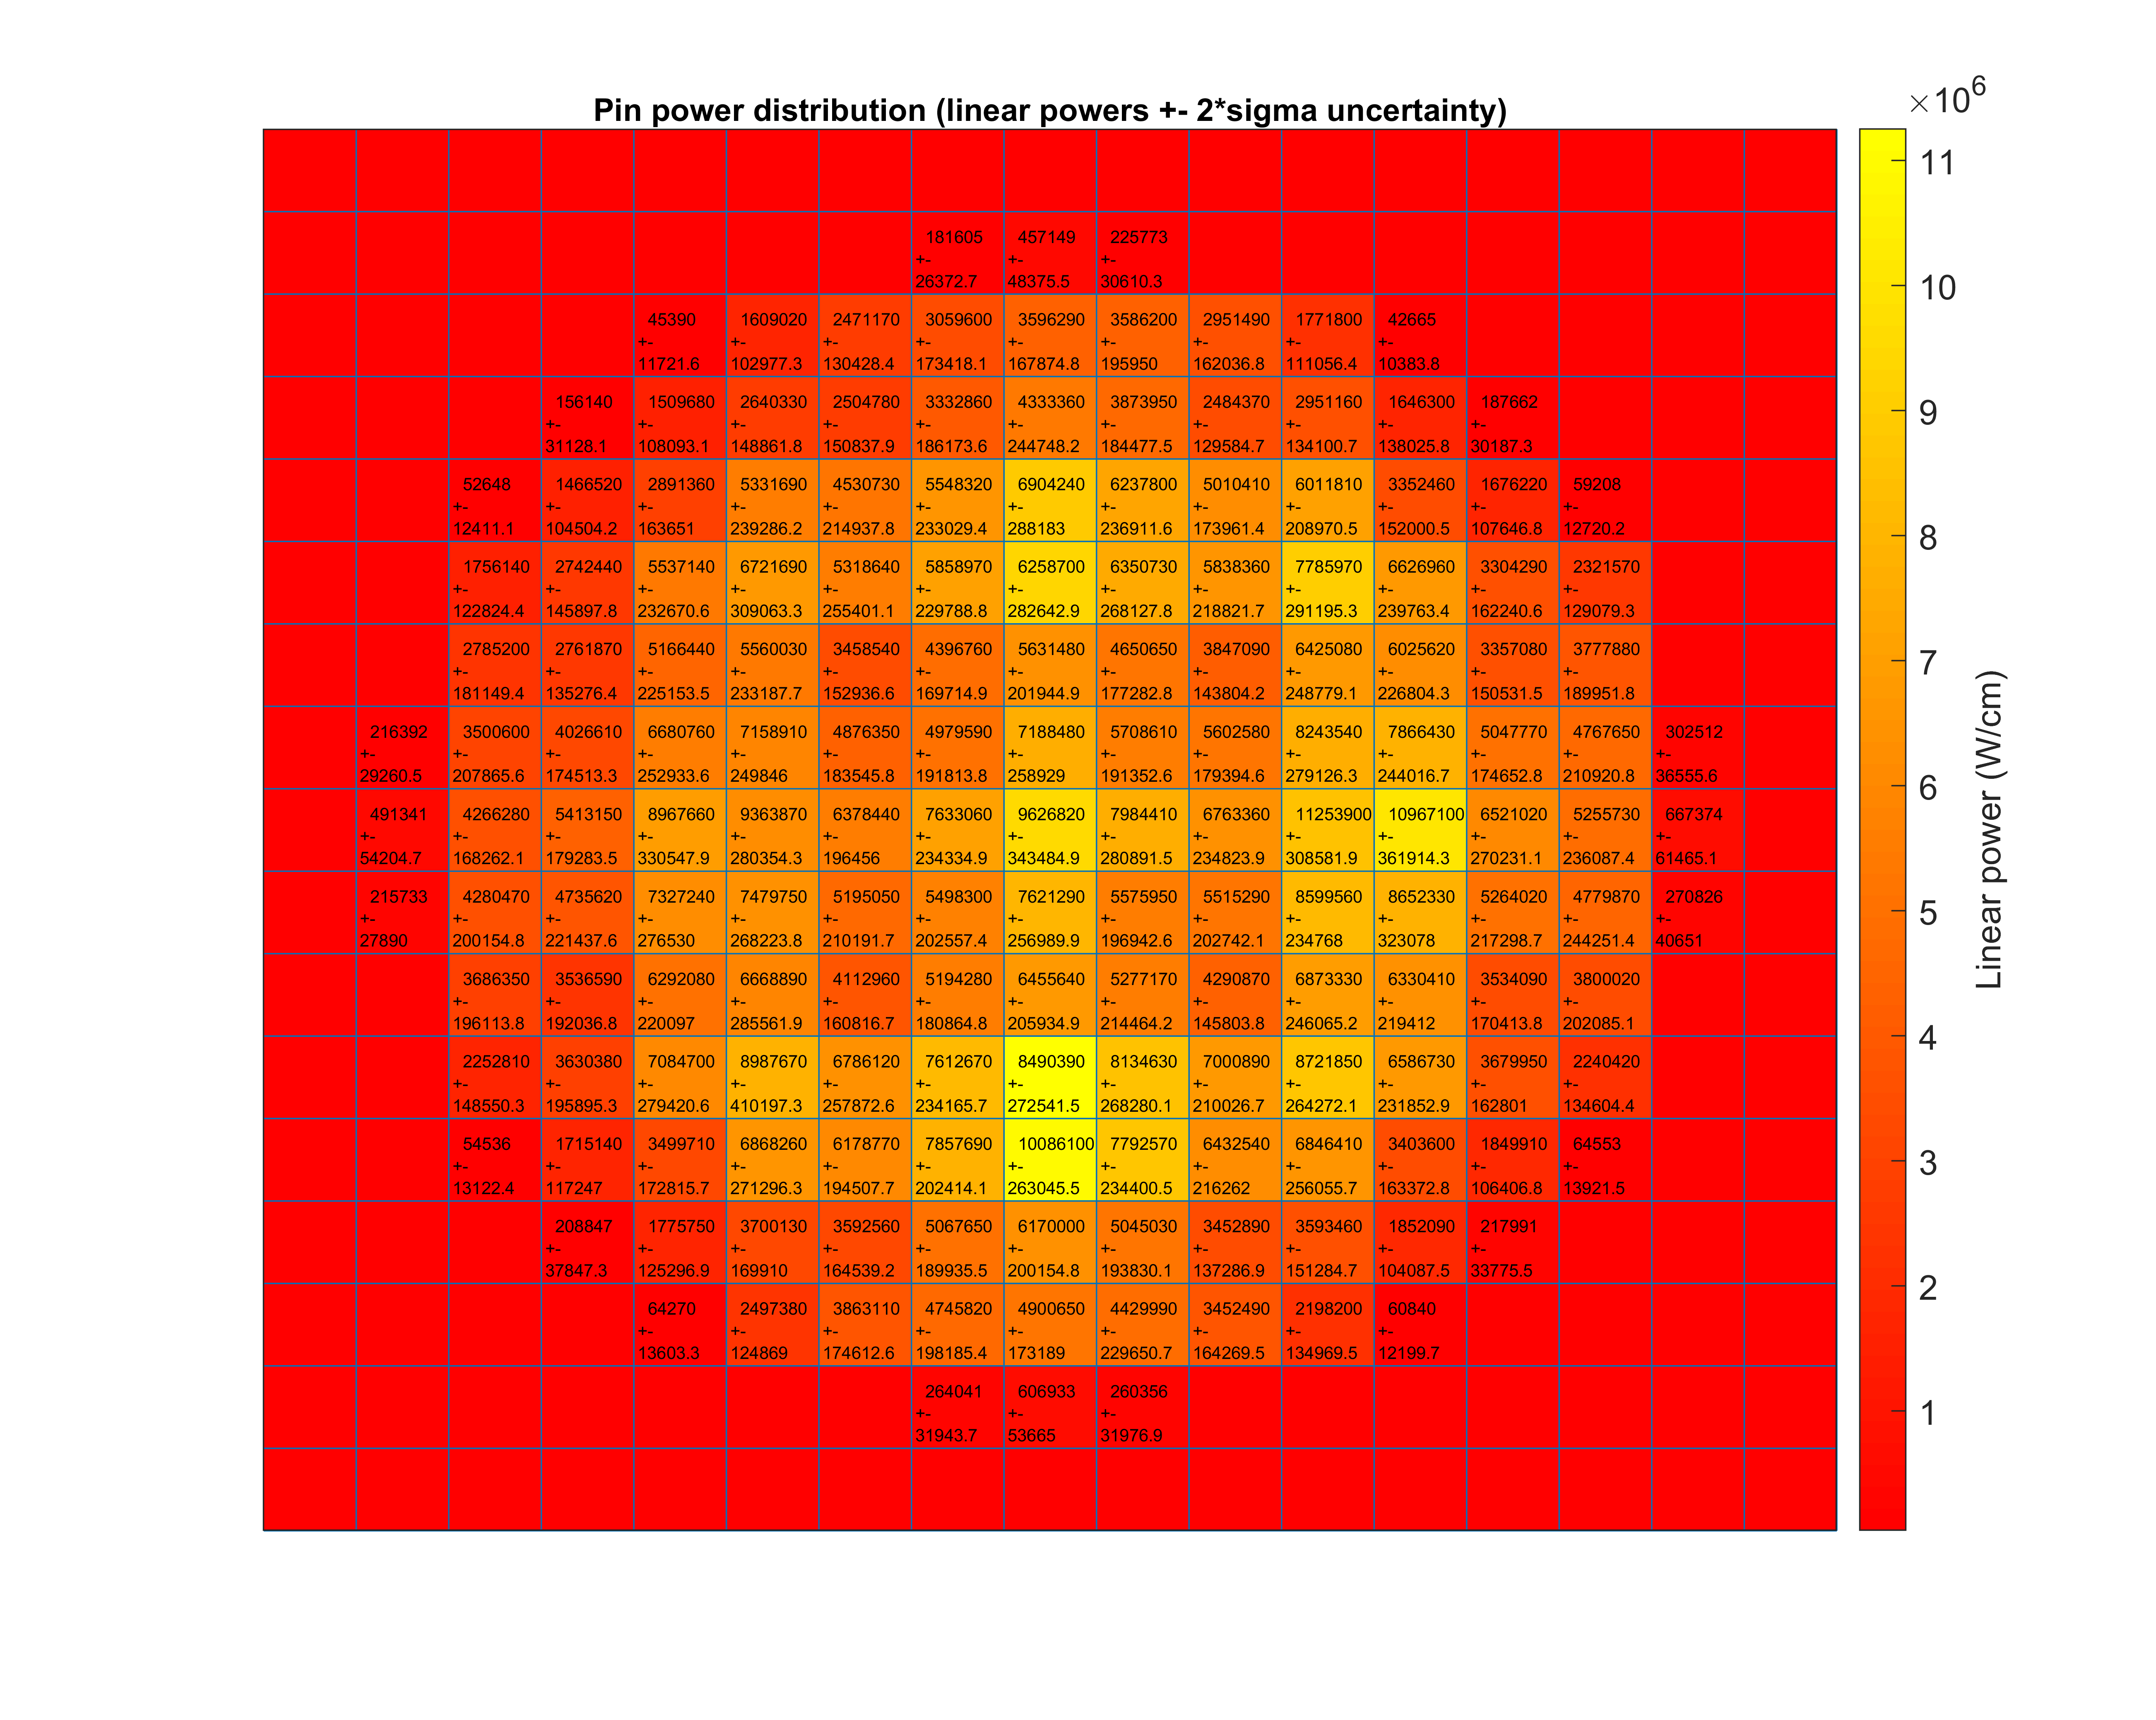 ×10^6
Pin power distribution (linear powers +- 2*sigma uncertainty)
181605 457149 225773
+- +- +-
26372.7 48375.5 30610.3
45390 1609020 2471170 3059600 3596290 3586200 2951490 1771800 42665
+- +- +- +- +- +- +- +- +-
11721.6 102977.3 130428.4 173418.1 167874.8 195950 162036.8 111056.4 10383.8
156140 1509680 2640330 2504780 3332860 4333360 3873950 2484370 2951160 1646300 187662
+- +- +- +- +- +- +- +- +- +- +-
31128.1 108093.1 148861.8 150837.9 186173.6 244748.2 184477.5 129584.7 134100.7 138025.8 30187.3
52648 1466520 2891360 5331690 4530730 5548320 6904240 6237800 5010410 6011810 3352460 1676220 59208
+- +- +- +- +- +- +- +- +- +- +- +- +-
12411.1 104504.2 163651 239286.2 214937.8 233029.4 288183 236911.6 173961.4 208970.5 152000.5 107646.8 12720.2
1756140 2742440 5537140 6721690 5318640 5858970 6258700 6350730 5838360 7785970 6626960 3304290 2321570
+- +- +- +- +- +- +- +- +- +- +- +- +-
122824.4 145897.8 232670.6 309063.3 255401.1 229788.8 282642.9 268127.8 218821.7 291195.3 239763.4 162240.6 129079.3
2785200 2761870 5166440 5560030 3458540 4396760 5631480 4650650 3847090 6425080 6025620 3357080 3777880
+- +- +- +- +- +- +- +- +- +- +- +- +-
181149.4 135276.4 225153.5 233187.7 152936.6 169714.9 201944.9 177282.8 143804.2 248779.1 226804.3 150531.5 189951.8
216392 3500600 4026610 6680760 7158910 4876350 4979590 7188480 5708610 5602580 8243540 7866430 5047770 4767650 302512
+- +- +- +- +- +- +- +- +- +- +- +- +- +- +-
29260.5 207865.6 174513.3 252933.6 249846 183545.8 191813.8 258929 191352.6 179394.6 279126.3 244016.7 174652.8 210920.8 36555.6
491341 4266280 5413150 8967660 9363870 6378440 7633060 9626820 7984410 6763360 11253900 10967100 6521020 5255730 667374
+- +- +- +- +- +- +- +- +- +- +- +- +- +- +-
54204.7 168262.1 179283.5 330547.9 280354.3 196456 234334.9 343484.9 280891.5 234823.9 308581.9 361914.3 270231.1 236087.4 61465.1
215733 4280470 4735620 7327240 7479750 5195050 5498300 7621290 5575950 5515290 8599560 8652330 5264020 4779870 270826
+- +- +- +- +- +- +- +- +- +- +- +- +- +- +-
27890 200154.8 221437.6 276530 268223.8 210191.7 202557.4 256989.9 196942.6 202742.1 234768 323078 217298.7 244251.4 40651
3686350 3536590 6292080 6668890 4112960 5194280 6455640 5277170 4290870 6873330 6330410 3534090 3800020
+- +- +- +- +- +- +- +- +- +- +- +- +-
196113.8 192036.8 220097 285561.9 160816.7 180864.8 205934.9 214464.2 145803.8 246065.2 219412 170413.8 202085.1
2252810 3630380 7084700 8987670 6786120 7612670 8490390 8134630 7000890 8721850 6586730 3679950 2240420
+- +- +- +- +- +- +- +- +- +- +- +- +-
148550.3 195895.3 279420.6 410197.3 257872.6 234165.7 272541.5 268280.1 210026.7 264272.1 231852.9 162801 134604.4
54536 1715140 3499710 6868260 6178770 7857690 10086100 7792570 6432540 6846410 3403600 1849910 64553
+- +- +- +- +- +- +- +- +- +- +- +- +-
13122.4 117247 172815.7 271296.3 194507.7 202414.1 263045.5 234400.5 216262 256055.7 163372.8 106406.8 13921.5
208847 1775750 3700130 3592560 5067650 6170000 5045030 3452890 3593460 1852090 217991
+- +- +- +- +- +- +- +- +- +- +-
37847.3 125296.9 169910 164539.2 189935.5 200154.8 193830.1 137286.9 151284.7 104087.5 33775.5
64270 2497380 3863110 4745820 4900650 4429990 3452490 2198200 60840
+- +- +- +- +- +- +- +- +-
13603.3 124869 174612.6 198185.4 173189 229650.7 164269.5 134969.5 12199.7
264041 606933 260356
+- +- +-
31943.7 53665 31976.9
11
10
9
8
7
6
5
4
3
2
1
Linear power (W/cm)